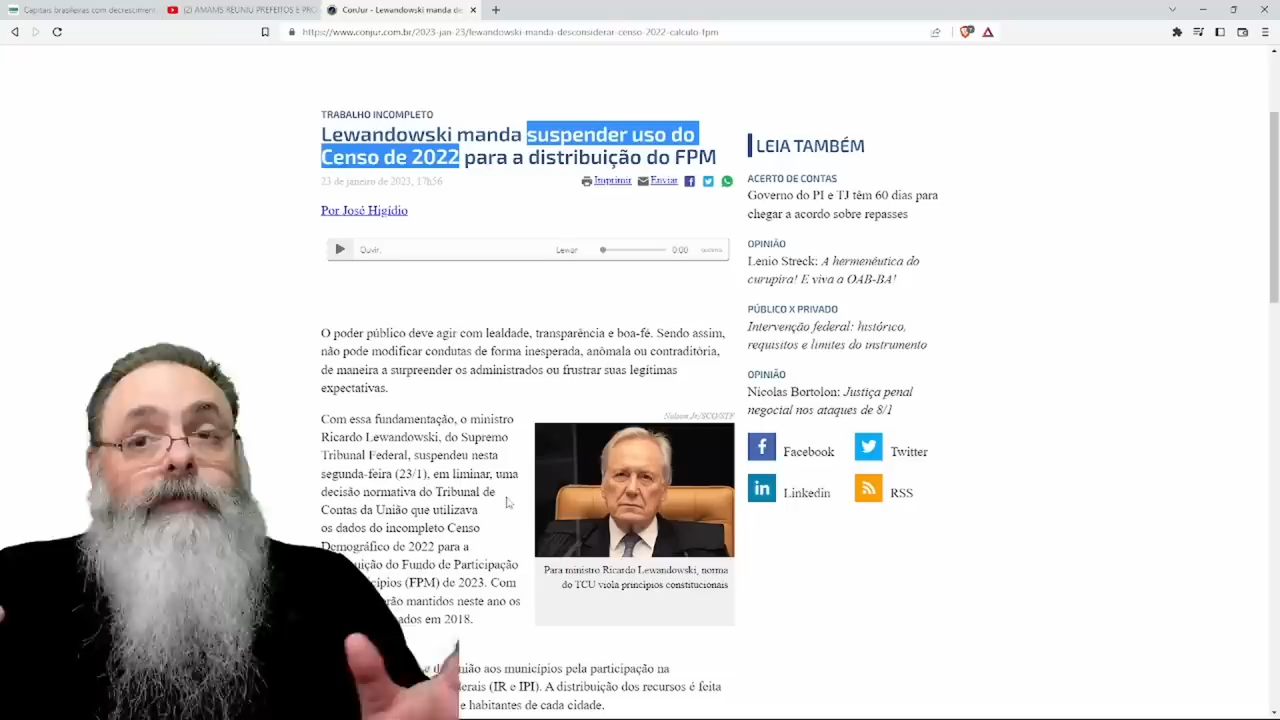 Capitais brasileiras com decresciment
(2) AMAMS REUNIU PREFEITOS E PRO
ConJur - Lewandowski manda de
https://www.conjur.com.br/2023-jan-23/lewandowski-manda-desconsiderar-censo-2022-calculo-fpm
TRABALHO INCOMPLETO
Lewandowski manda suspender uso do
Censo de 2022 para a distribuição do FPM
23 de janeiro de 2023, 17h56
Imprimir Enviar
Por José Higídio
Ouvir:
Lewar
0:00
O poder público deve agir com lealdade, transparência e boa-fé. Sendo assim,
não pode modificar condutas de forma inesperada, anômala ou contraditória,
de maneira a surpreender os administrados ou frustrar suas legítimas
expectativas.
Com essa fundamentação, o ministro
Ricardo Lewandowski, do Supremo
Tribunal Federal, suspendeu nesta
segunda-feira (23/1), em liminar, uma
decisão normativa do Tribunal de
Contas da União que utilizava
os dados do incompleto Censo
Demográfico de 2022 para a
uição do Fundo de Participação
cípios (FPM) de 2023. Com
erão mantidos neste ano os
ados em 2018.
Nelson Jr/SCO/STF
Para ministro Ricardo Lewandowski, norma
do TCU viola princípios constitucionais
e da União aos municípios pela participação na
erais (IR e IPI). A distribuição dos recursos é feita
e habitantes de cada cidade.
LEIA TAMBÉM
ACERTO DE CONTAS
Governo do PI e TJ têm 60 dias para
chegar a acordo sobre repasses
OPINIÃO
Lenio Streck: A hermenêutica do
curupira! E viva a OAB-BA!
PÚBLICO X PRIVADO
Intervenção federal: histórico,
requisitos e limites do instrumento
OPINIÃO
Nicolas Bortolon: Justiça penal
negocial nos ataques de 8/1
Facebook
Twitter
Linkedin
RSS